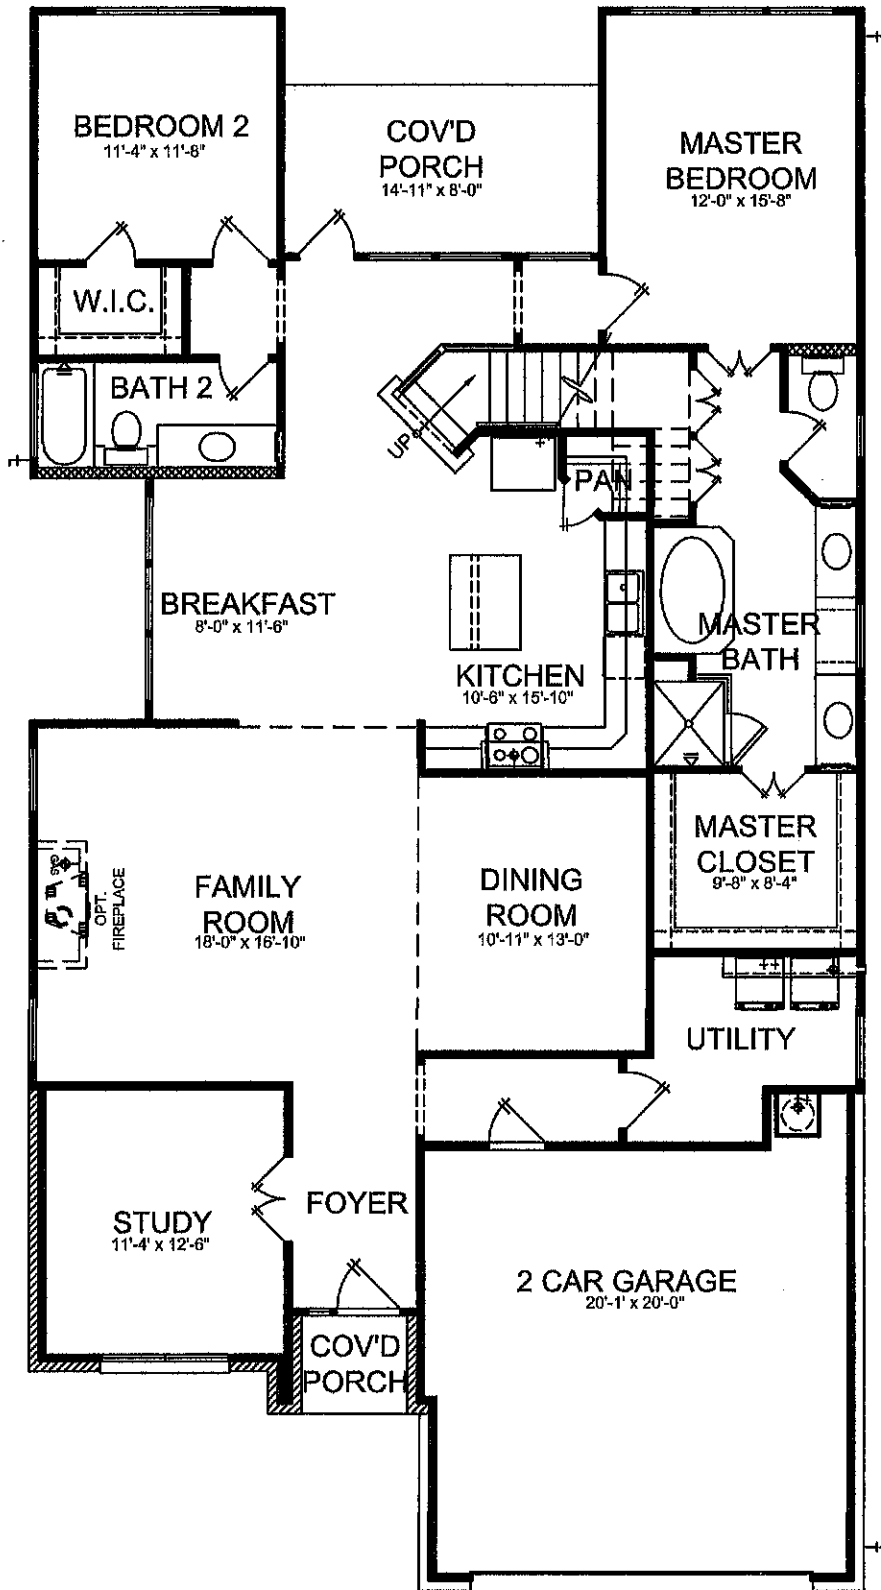 BEDROOM 2
11'-4" x 11'-8"
COV'D
PORCH
14'-11" x 8'-0"
MASTER
BEDROOM
12'-0" x 15'-8"
W.I.C.
BATH 2
UP
PAN
BREAKFAST
8'-0" x 11'-6"
KITCHEN
10'-6" x 15'-10"
MASTER
BATH
MASTER
CLOSET
9'-8" x 8'-4"
GAS
OPT.
FIREPLACE
FAMILY
ROOM
18'-0" x 16'-10"
DINING
ROOM
10'-11" x 13'-0"
UTILITY
STUDY
11'-4' x 12'-6"
FOYER
2 CAR GARAGE
20'-1' x 20'-0"
COV'D
PORCH